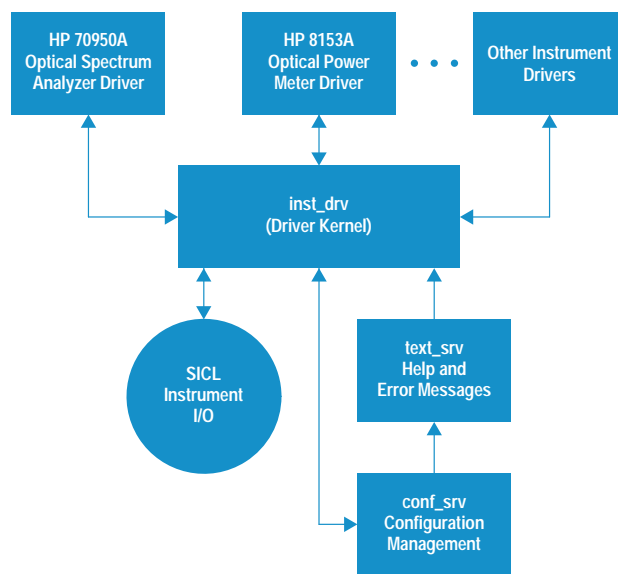 HP 70950A
Optical Spectrum
Analyzer Driver
HP 8153A
Optical Power
Meter Driver
• • •
Other Instrument
Drivers
inst_drv
(Driver Kernel)
SICL
Instrument
I/O
text_srv
Help and
Error Messages
conf_srv
Configuration
Management